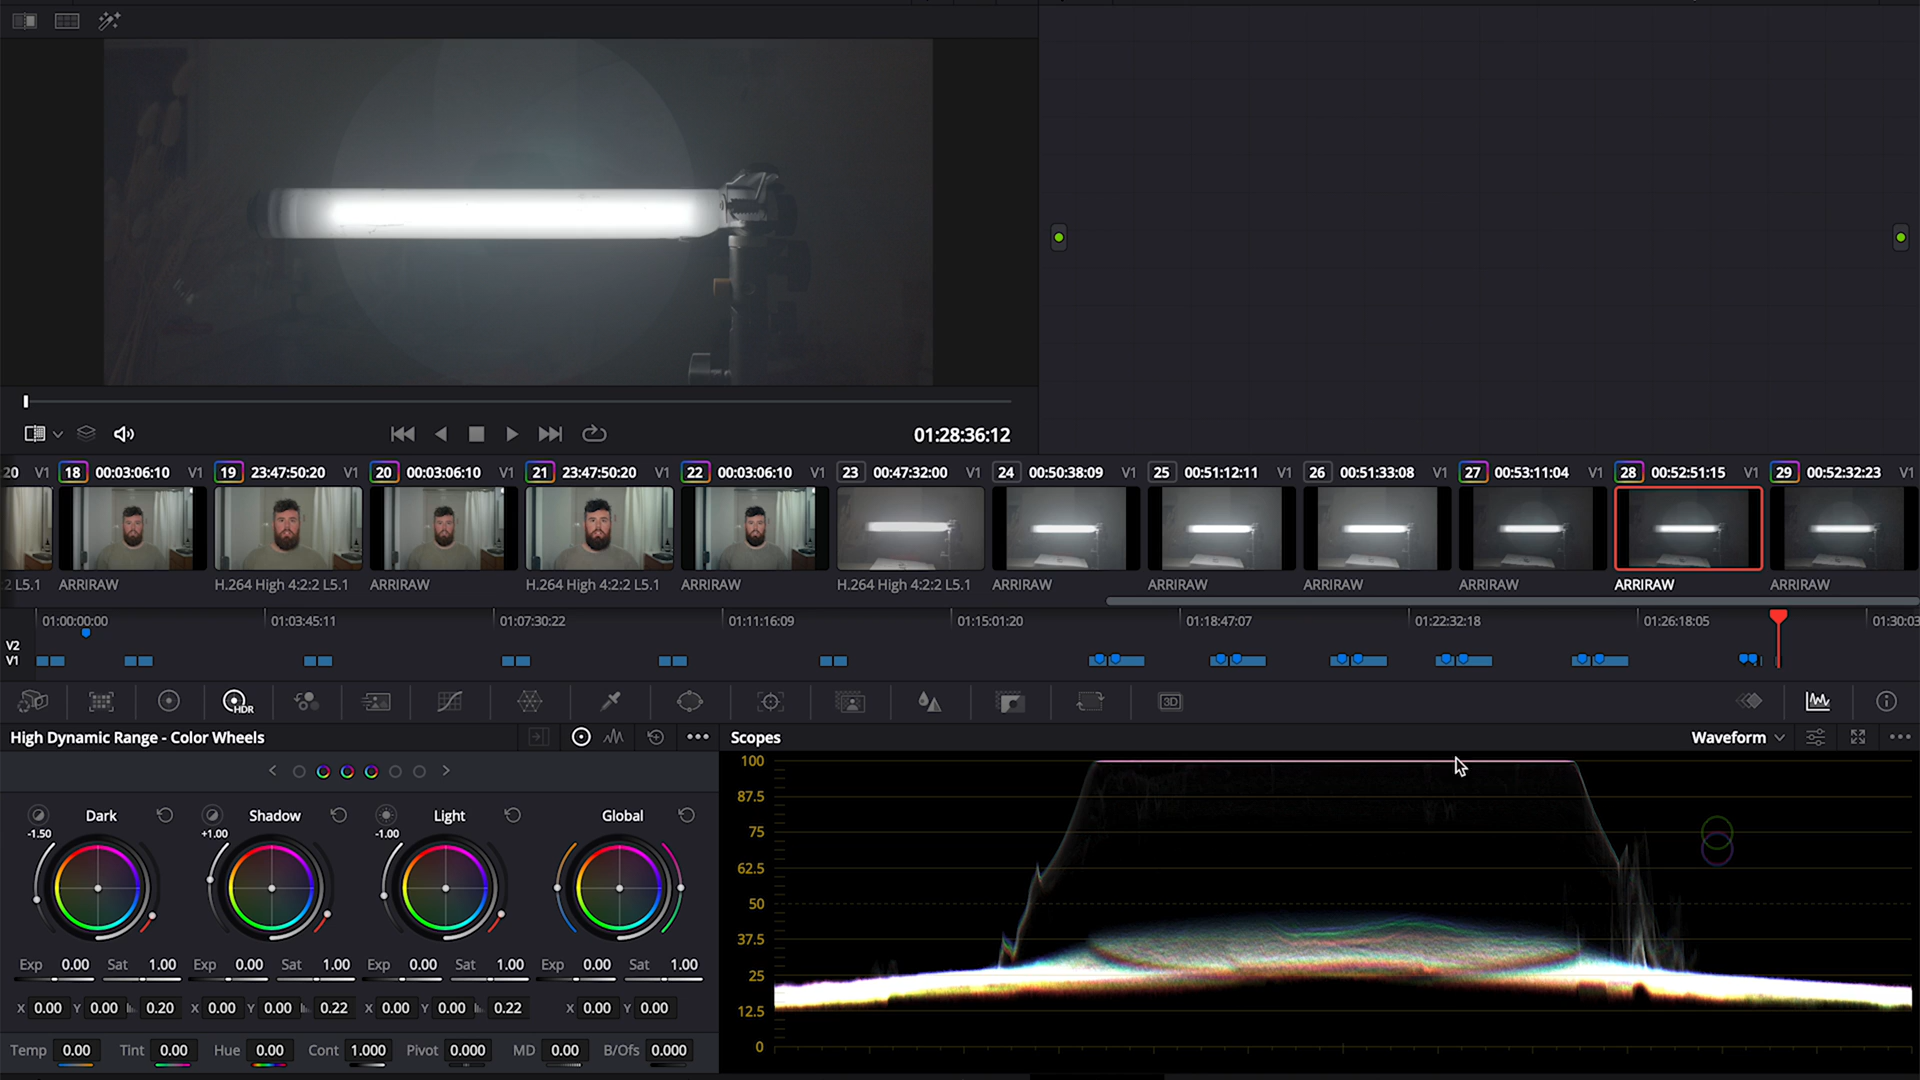 01:28:36:12
20 V1 18 00:03:06:10 V1 19 23:47:50:20 V1 20 00:03:06:10 V1 21 23:47:50:20 V1 22 00:03:06:10 V1 23 00:47:32:00 V1 24 00:50:38:09 V1 25 00:51:12:11 V1 26 00:51:33:08 V1 27 00:53:11:04 V1 28 00:52:51:15 V1 29 00:52:32:23 V1
2 L5.1 ARRIRAW H.264 High 4:2:2 L5.1 ARRIRAW H.264 High 4:2:2 L5.1 ARRIRAW H.264 High 4:2:2 L5.1 ARRIRAW ARRIRAW ARRIRAW ARRIRAW ARRIRAW ARRIRAW
01:00:00:00 01:03:45:11 01:07:30:22 01:11:16:09 01:15:01:20 01:18:47:07 01:22:32:18 01:26:18:05 01:30:03
V2
V1
HDR 3D
High Dynamic Range - Color Wheels
Dark Shadow Light Global
-1.50 +1.00 -1.00
Exp 0.00 Sat 1.00 Exp 0.00 Sat 1.00 Exp 0.00 Sat 1.00 Exp 0.00 Sat 1.00
X 0.00 Y 0.00 0.20 X 0.00 Y 0.00 0.22 X 0.00 Y 0.00 0.22 X 0.00 Y 0.00
Temp 0.00 Tint 0.00 Hue 0.00 Cont 1.000 Pivot 0.000 MD 0.00 B/Ofs 0.000
Scopes Waveform
100
87.5
75
62.5
50
37.5
25
12.5
0